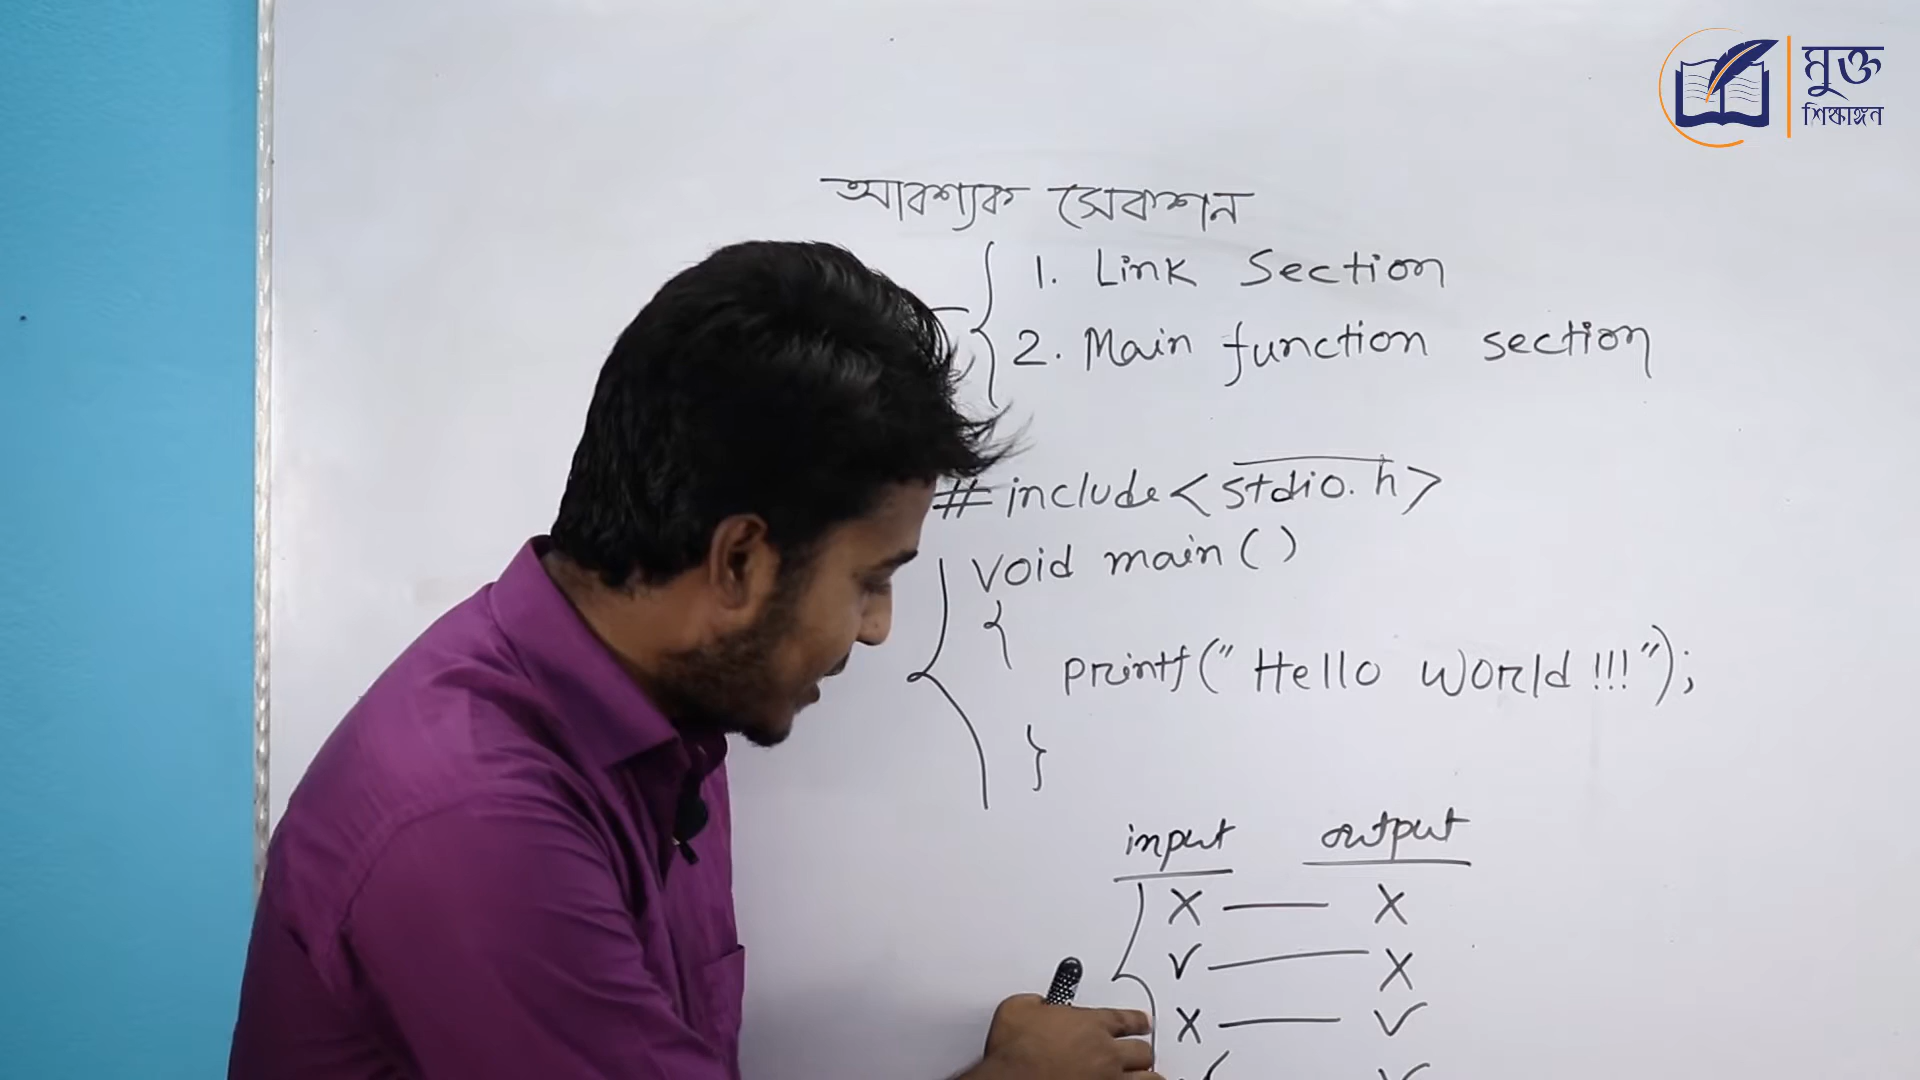 মুক্ত
শিক্ষাঙ্গন
আবশ্যক সেকশন
1. Link Section
2. Main function section
#include<stdio.h>
void main()
{
printf("Hello World!!!");
}
input output
X — X
✓ — X
X — ✓
✓ ✓